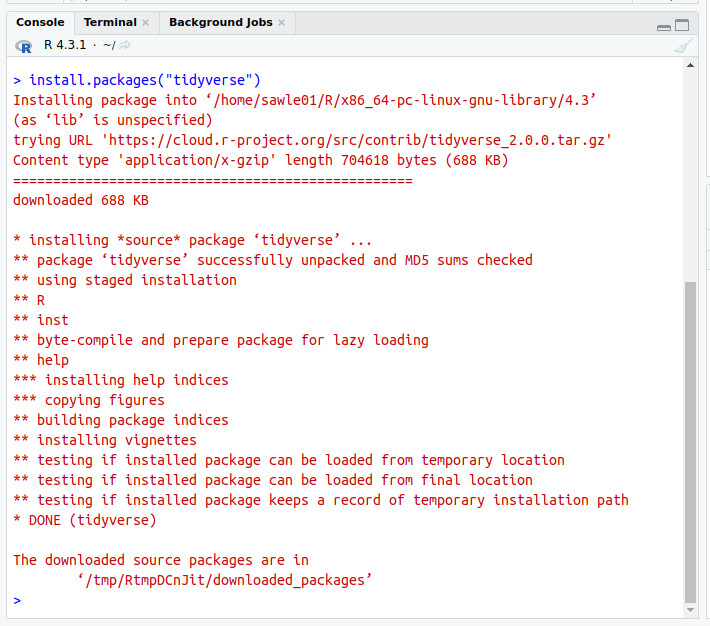 Console Terminal × Background Jobs ×
R R 4.3.1 · ~/
> install.packages("tidyverse")
Installing package into ‘/home/sawle01/R/x86_64-pc-linux-gnu-library/4.3’
(as ‘lib’ is unspecified)
trying URL 'https://cloud.r-project.org/src/contrib/tidyverse_2.0.0.tar.gz'
Content type 'application/x-gzip' length 704618 bytes (688 KB)
==================================================
downloaded 688 KB
* installing *source* package ‘tidyverse’ ...
** package ‘tidyverse’ successfully unpacked and MD5 sums checked
** using staged installation
** R
** inst
** byte-compile and prepare package for lazy loading
** help
*** installing help indices
*** copying figures
** building package indices
** installing vignettes
** testing if installed package can be loaded from temporary location
** testing if installed package can be loaded from final location
** testing if installed package keeps a record of temporary installation path
* DONE (tidyverse)
The downloaded source packages are in
‘/tmp/RtmpDCnJit/downloaded_packages’
>